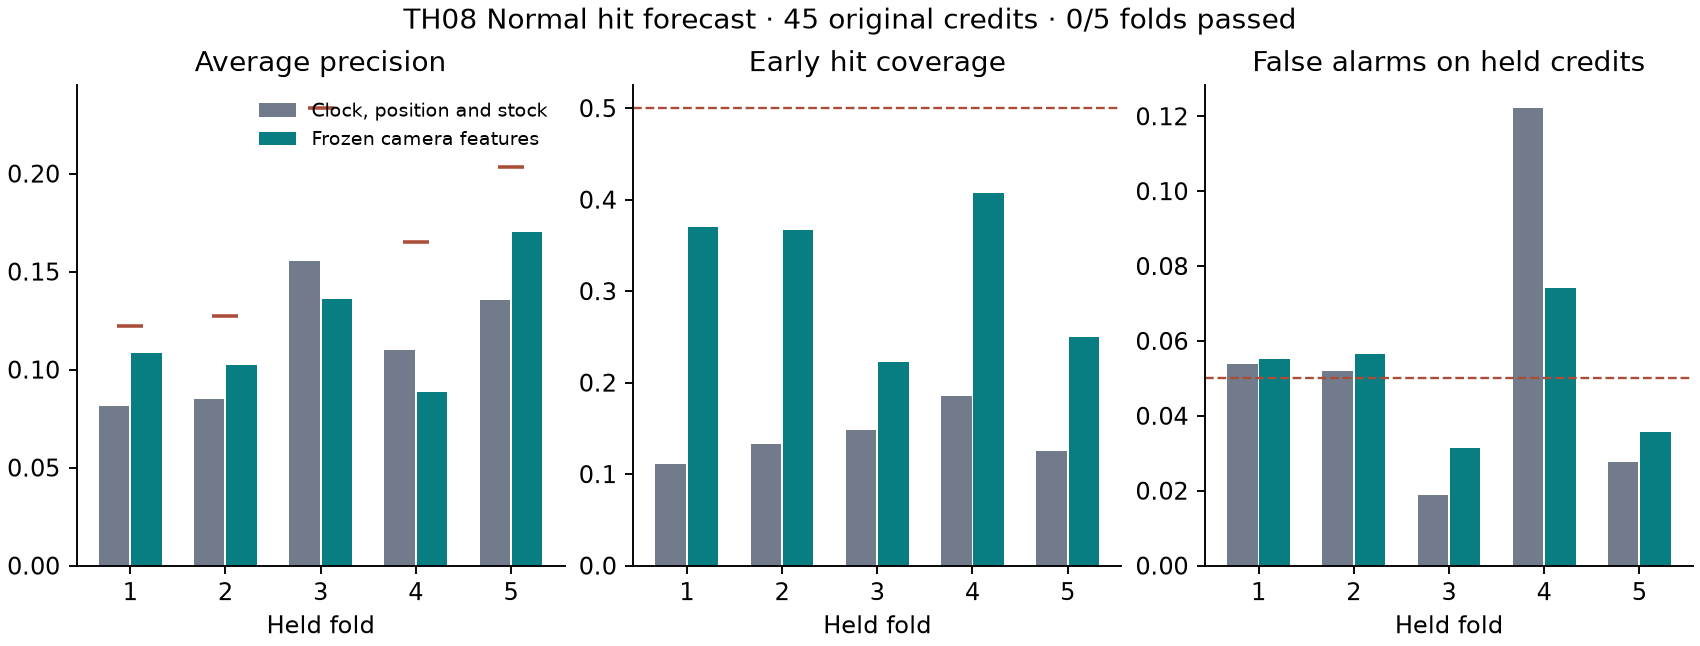 TH08 Normal hit forecast · 45 original credits · 0/5 folds passed
Average precision
Clock, position and stock
Frozen camera features
0.20
0.15
0.10
0.05
0.00
1 2 3 4 5
Held fold
Early hit coverage
0.5
0.4
0.3
0.2
0.1
0.0
1 2 3 4 5
Held fold
False alarms on held credits
0.12
0.10
0.08
0.06
0.04
0.02
0.00
1 2 3 4 5
Held fold